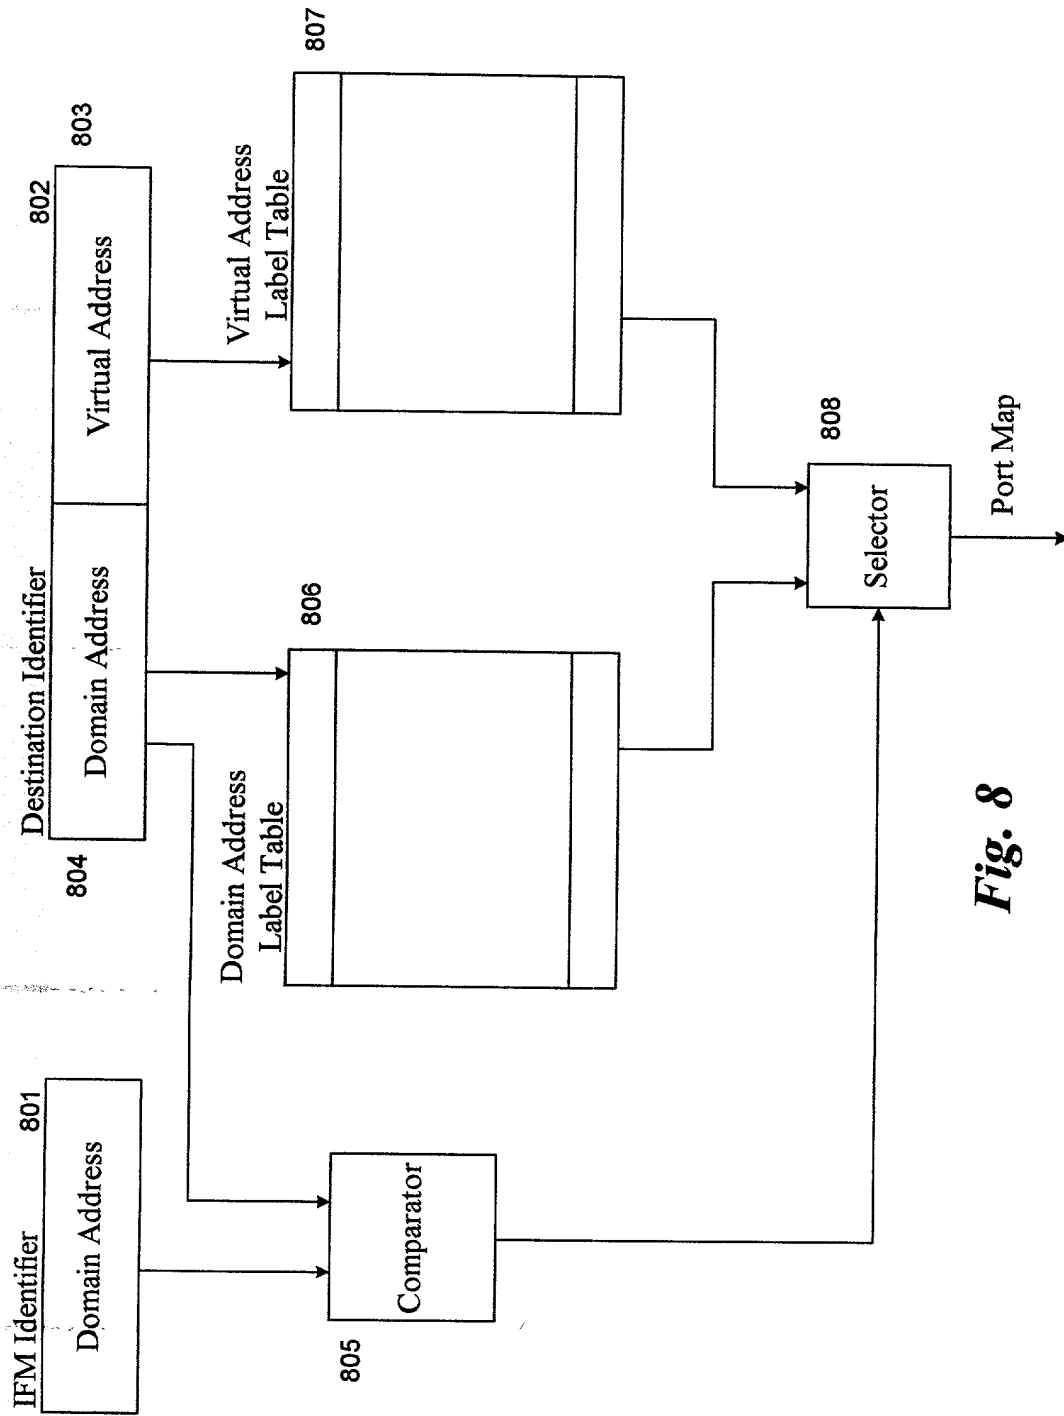 IFM Identifier
801
Domain Address
Destination Identifier
802
804
Domain Address
Virtual Address
803
805
Comparator
Domain Address
Label Table
806
Virtual Address
Label Table
807
Selector
808
Port Map
Fig. 8